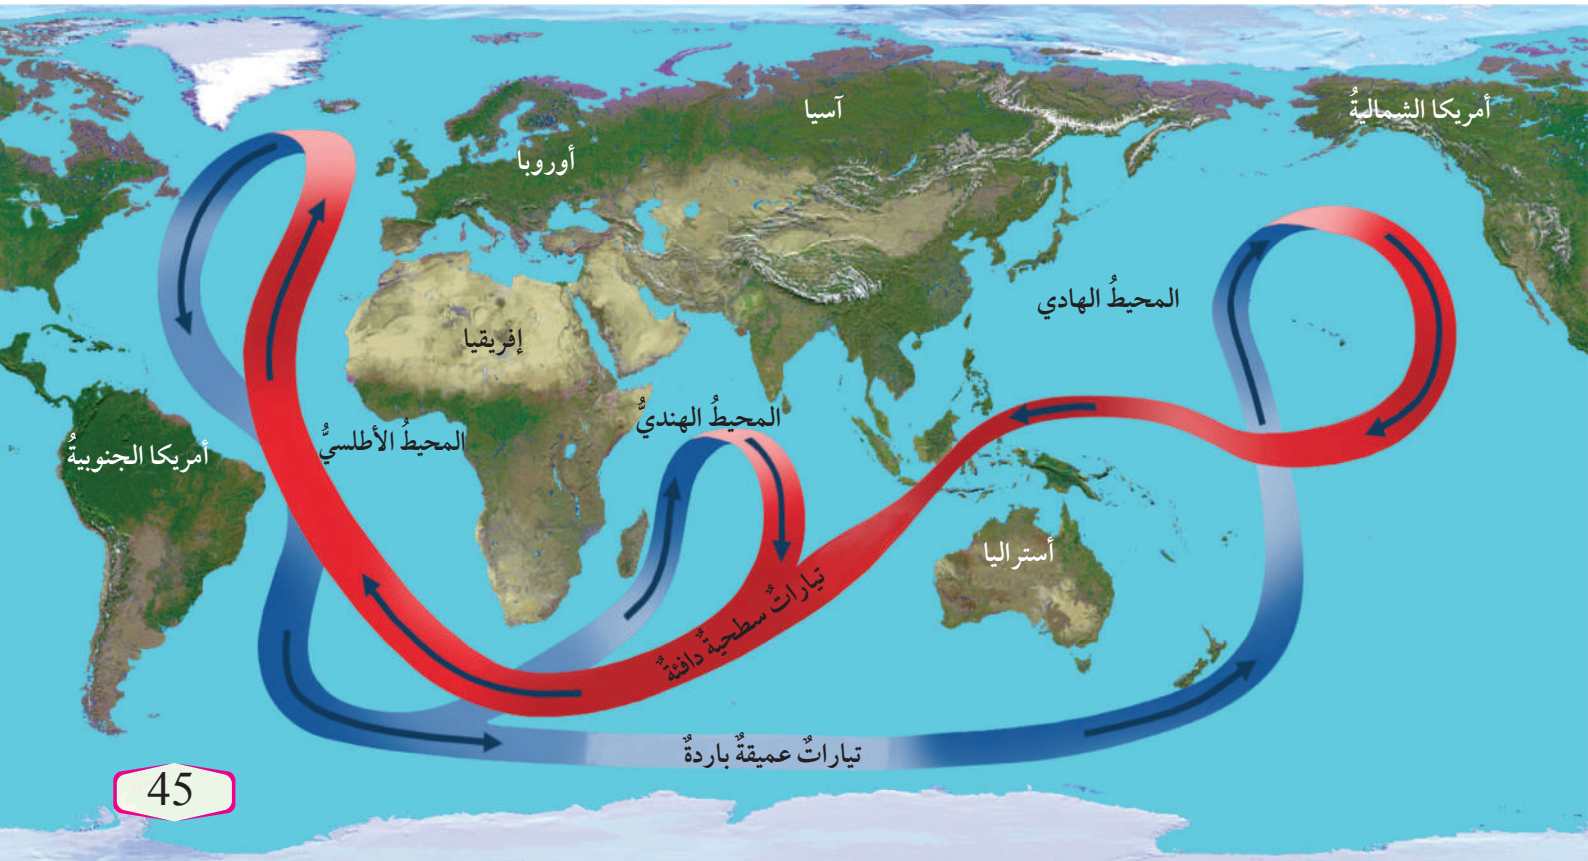 أمريكا الشماليةُ
آسيا
أوروبا
المحيطُ الهادي
إفريقيا
المحيطُ الهنديُّ
المحيطُ الأطلسيُّ
أمريكا الجنوبيةُ
أستراليا
تياراتٌ سطحيةٌ دافئةٌ
تياراتٌ عميقةٌ باردةٌ
45